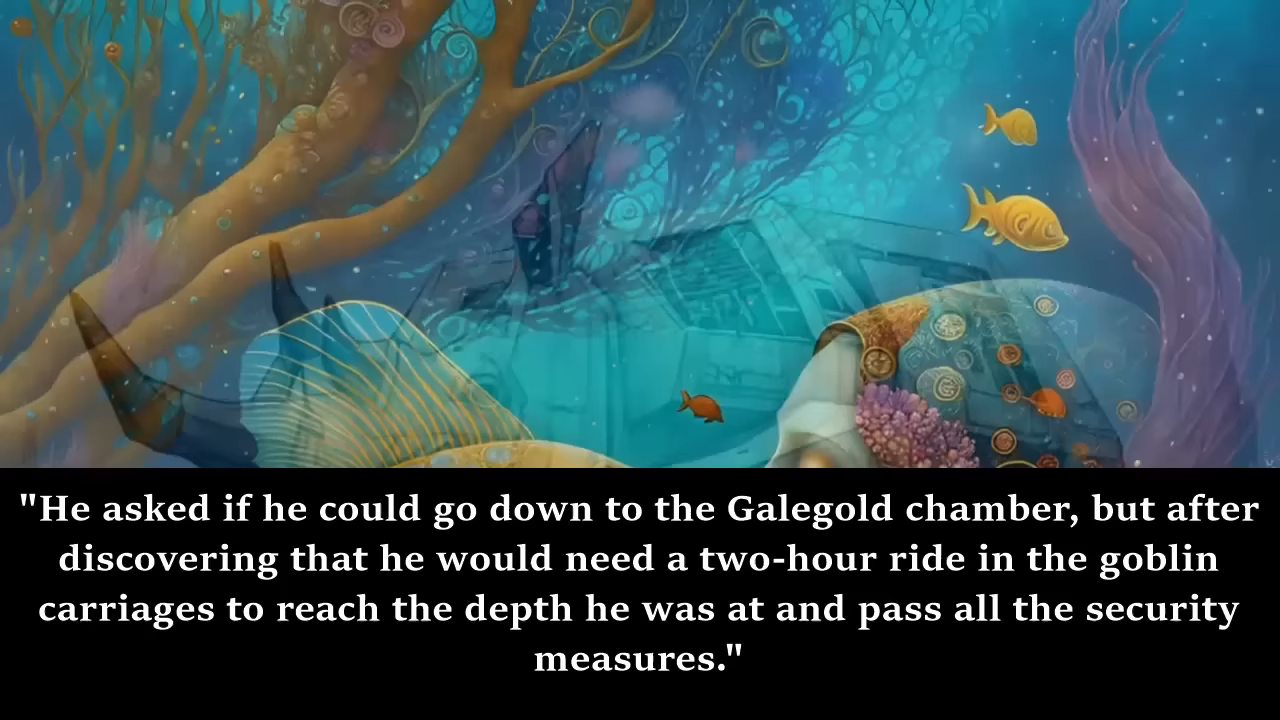 "He asked if he could go down to the Galegold chamber, but after
discovering that he would need a two-hour ride in the goblin
carriages to reach the depth he was at and pass all the security
measures."